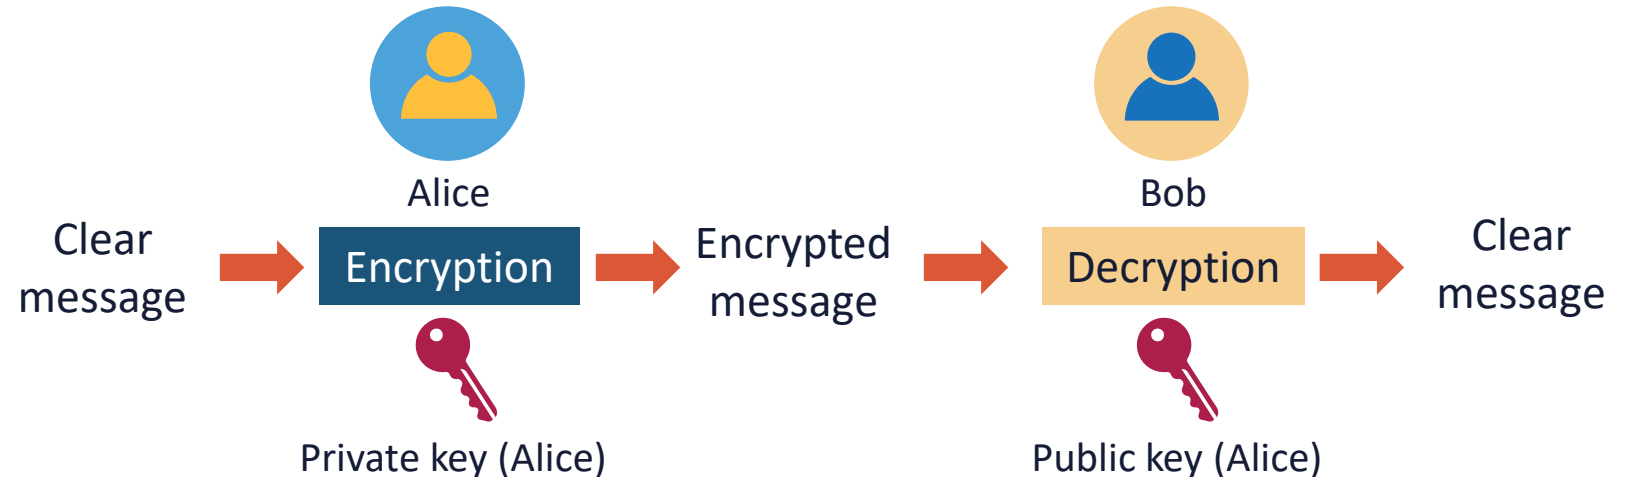 Alice
Bob
Clear
message
Encryption
Encrypted
message
Decryption
Clear
message
Private key (Alice)
Public key (Alice)